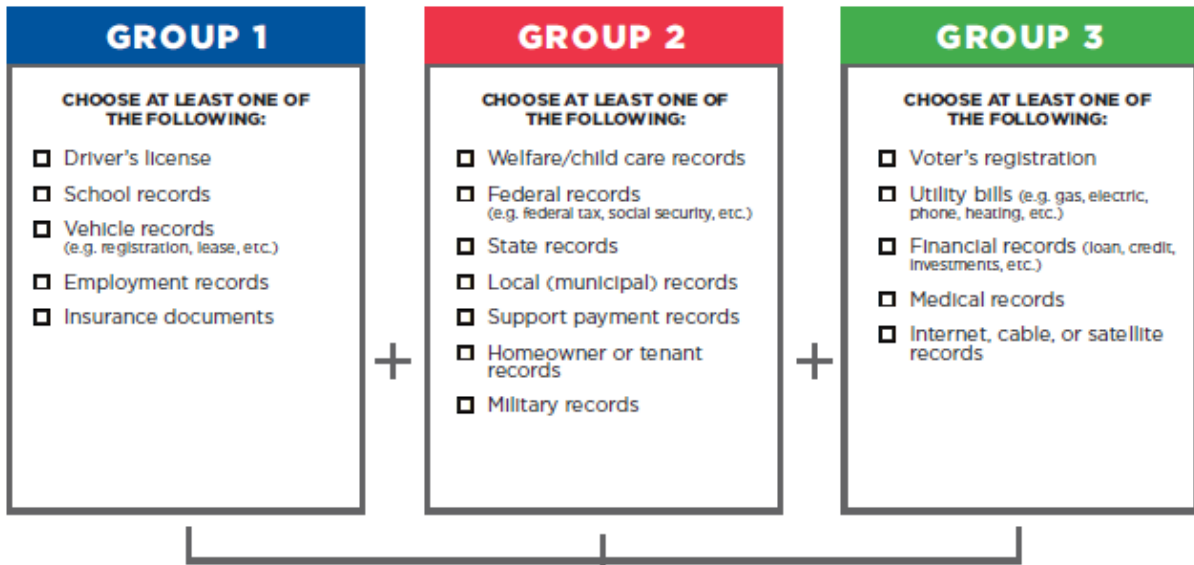 GROUP 1
CHOOSE AT LEAST ONE OF
THE FOLLOWING:
Driver's license
School records
Vehicle records
(e.g. registration, lease, etc.)
Employment records
Insurance documents
+
GROUP 2
CHOOSE AT LEAST ONE OF
THE FOLLOWING:
Welfare/child care records
Federal records
(e.g. federal tax, social security, etc.)
State records
Local (municipal) records
Support payment records
Homeowner or tenant
records
Military records
+
GROUP 3
CHOOSE AT LEAST ONE OF
THE FOLLOWING:
Voter's registration
Utility bills (e.g. gas, electric,
phone, heating, etc.)
Financial records (loan, credit,
investments, etc.)
Medical records
Internet, cable, or satellite
records